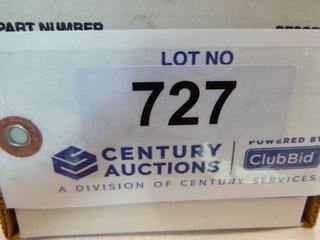 PART NUMBER
LOT NO
727
CENTURY
AUCTIONS
POWERED BY
ClubBid
A DIVISION OF CENTURY SERVICES